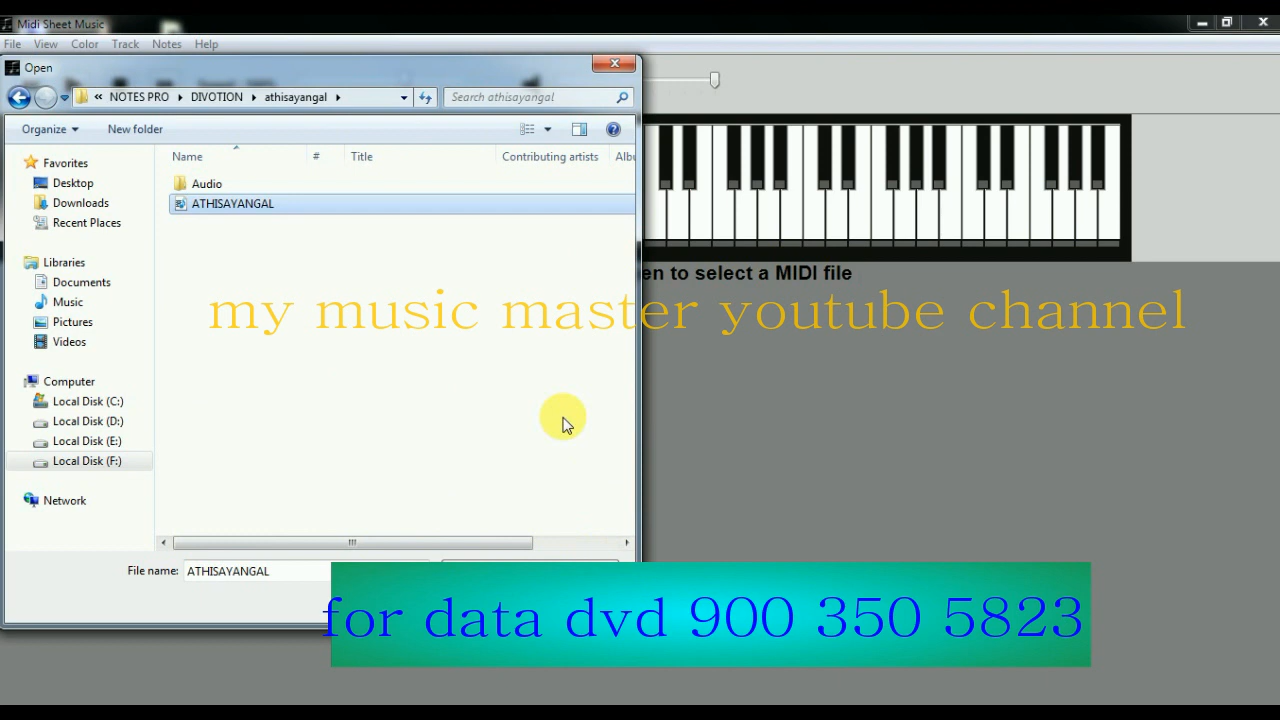 Midi Sheet Music
File View Color Track Notes Help
Open
« NOTES PRO DIVOTION athisayangal
Search athisayangal
Organize New folder
Name # Title Contributing artists
Favorites
Audio
Desktop
ATHISAYANGAL
Downloads
Recent Places
Libraries
Documents
en to select a MIDI file
Music
my music master youtube channel
Pictures
Videos
Computer
Local Disk (C:)
Local Disk (D:)
Local Disk (E:)
Local Disk (F:)
Network
File name: ATHISAYANGAL
for data dvd 900 350 5823